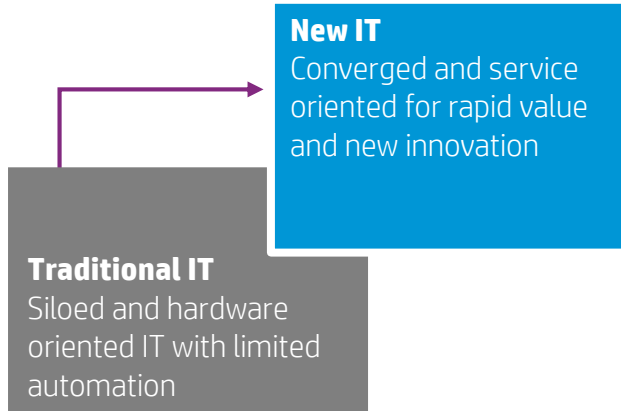 New IT
Converged and service
oriented for rapid value
and new innovation
Traditional IT
Siloed and hardware
oriented IT with limited
automation